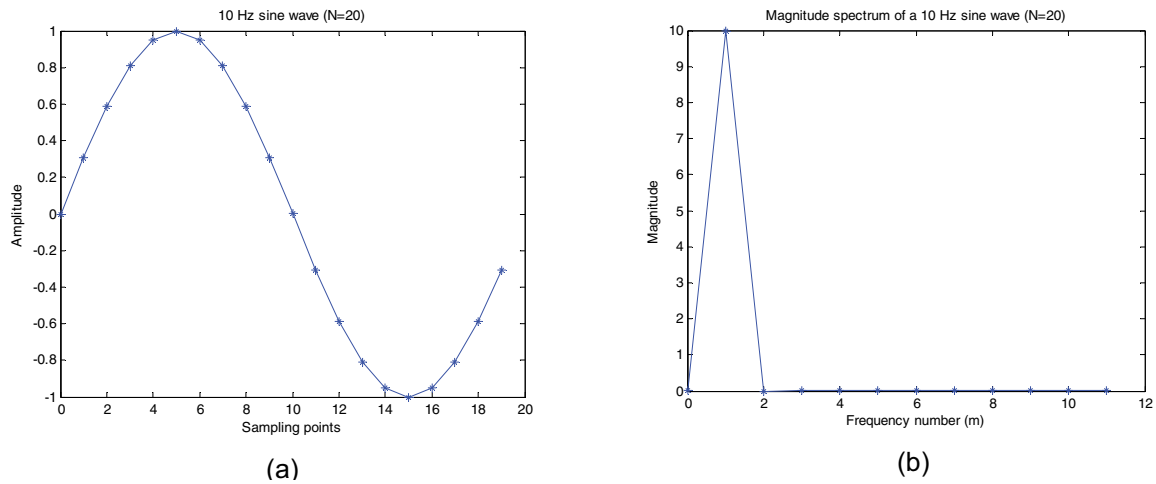 10 Hz sine wave (N=20)
1
0.8
0.6
0.4
0.2
0
-0.2
-0.4
-0.6
-0.8
-1
Amplitude
0 2 4 6 8 10 12 14 16 18 20
Sampling points
(a)
Magnitude spectrum of a 10 Hz sine wave (N=20)
10
9
8
7
6
5
4
3
2
1
0
Magnitude
0 2 4 6 8 10 12
Frequency number (m)
(b)